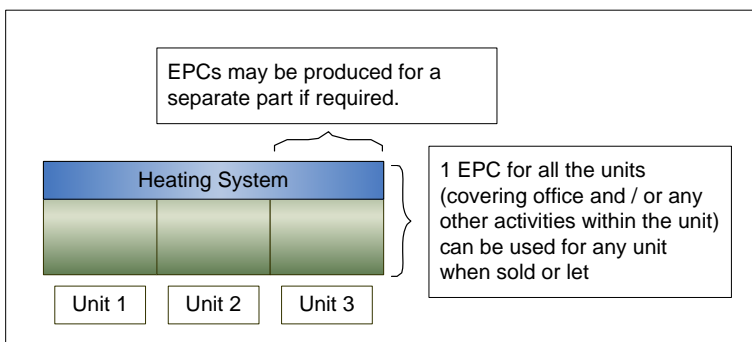 EPCs may be produced for a
separate part if required.
Heating System
1 EPC for all the units
(covering office and / or any
other activities within the unit)
can be used for any unit
when sold or let
Unit 1
Unit 2
Unit 3